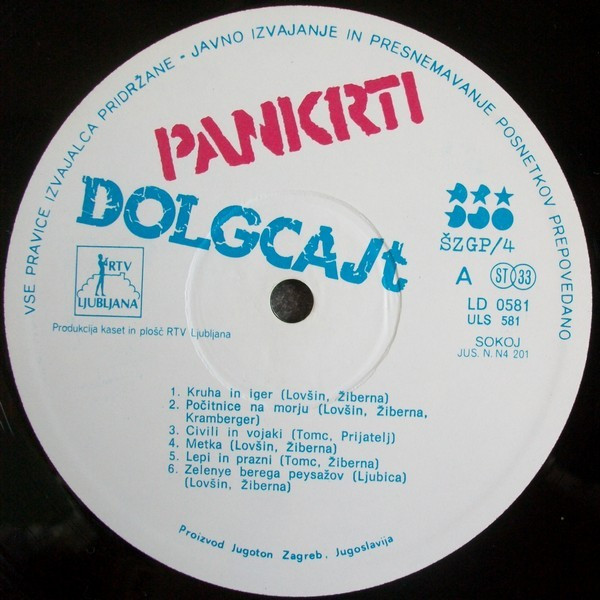 VSE PRAVICE IZVAJALCA PRIDRŽANE - JAVNO IZVAJANJE IN PRESNEMAVANJE POSNETKOV PREPOVEDANO
PANKRTI
DOLGCAJt
ŠZGP/4
RTV
LJUBLJANA
A ST 33
LD 0581
ULS 581
Produkcija kaset in plošč RTV Ljubljana
SOKOJ
JUS. N. N4 201
1. Kruha in iger (Lovšin, Žiberna)
2. Počitnice na morju (Lovšin, Žiberna,
Kramberger)
3. Civili in vojaki (Tomc, Prijatelj)
4. Metka (Lovšin, Žiberna)
5. Lepi in prazni (Tomc, Žiberna)
6. Zelenye berega peysažov (Ljubica)
(Lovšin, Žiberna)
Proizvod Jugoton Zagreb, Jugoslavija